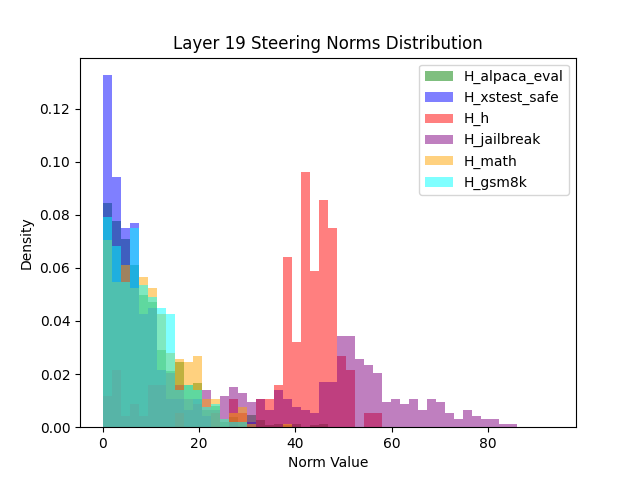 Layer 19 Steering Norms Distribution
H_alpaca_eval
H_xstest_safe
H_h
H_jailbreak
H_math
H_gsm8k
0.12
0.10
0.08
0.06
0.04
0.02
0.00
Density
0 20 40 60 80
Norm Value